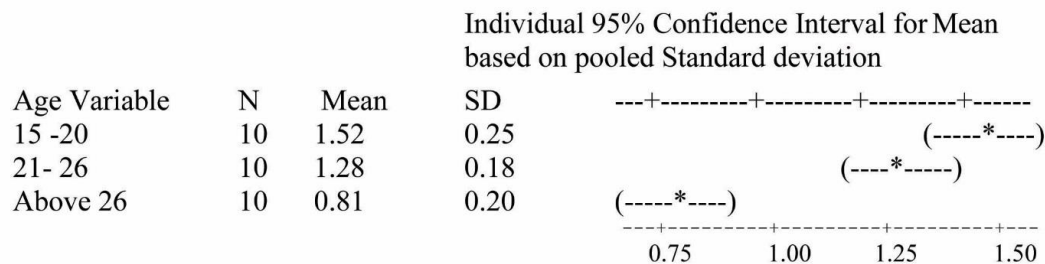 Individual 95% Confidence Interval for Mean
based on pooled Standard deviation
Age Variable N Mean SD ---+---------+---------+---------+------
15 -20 10 1.52 0.25 (-----*----)
21- 26 10 1.28 0.18 (----*-----)
Above 26 10 0.81 0.20 (-----*----)
---+---------+---------+---------+---
0.75 1.00 1.25 1.50